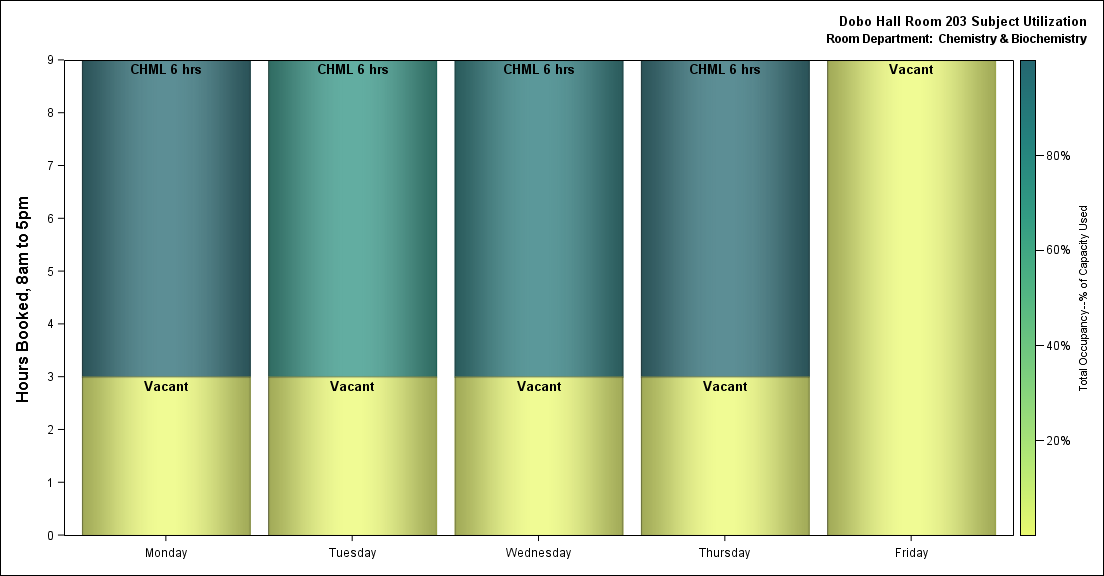 Dobo Hall Room 203 Subject Utilization
Room Department: Chemistry & Biochemistry
Hours Booked, 8am to 5pm
9
8
7
6
5
4
3
2
1
0
CHML 6 hrs
CHML 6 hrs
CHML 6 hrs
CHML 6 hrs
Vacant
Vacant
Vacant
Vacant
Vacant
Monday
Tuesday
Wednesday
Thursday
Friday
80%
60%
40%
20%
Total Occupancy--% of Capacity Used